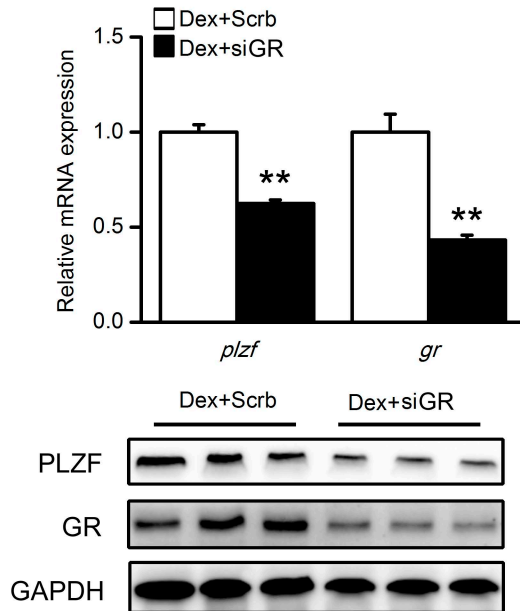 Dex+Scrb
Dex+siGR
Relative mRNA expression
1.5
1.0
0.5
0.0
**
**
plzf
gr
Dex+Scrb
Dex+siGR
PLZF
GR
GAPDH